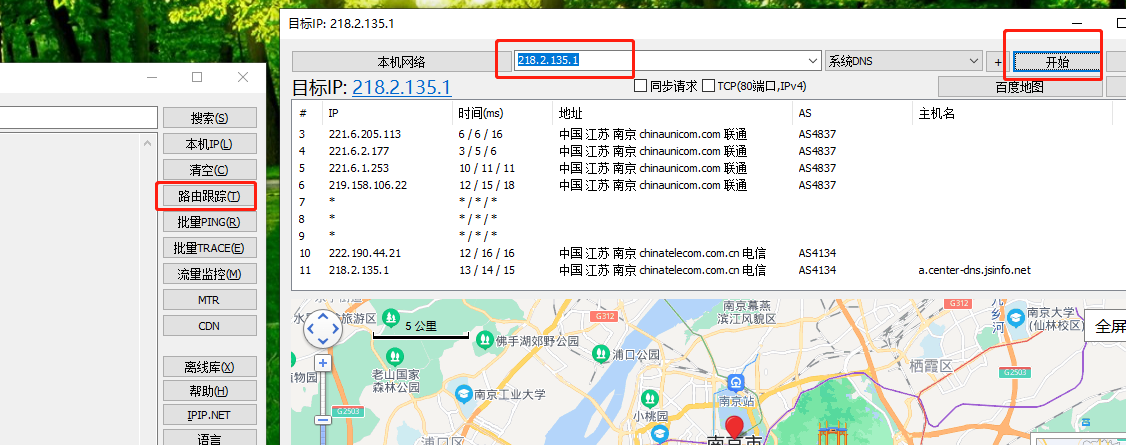 目标IP: 218.2.135.1
本机网络 218.2.135.1 系统DNS + 开始
目标IP: 218.2.135.1 同步请求 TCP(80端口,IPv4) 百度地图
# IP 时间(ms) 地址 AS 主机名
3 221.6.205.113 6 / 6 / 16 中国 江苏 南京 chinaunicom.com 联通 AS4837
4 221.6.2.177 3 / 5 / 6 中国 江苏 南京 chinaunicom.com 联通 AS4837
5 221.6.1.253 10 / 11 / 11 中国 江苏 南京 chinaunicom.com 联通 AS4837
6 219.158.106.22 12 / 15 / 18 中国 江苏 南京 chinaunicom.com 联通 AS4837
7 * * / * / *
8 * * / * / *
9 * * / * / *
10 222.190.44.21 12 / 16 / 16 中国 江苏 南京 chinatelecom.com.cn 电信 AS4134
11 218.2.135.1 13 / 14 / 15 中国 江苏 南京 chinatelecom.com.cn 电信 AS4134 a.center-dns.jsinfo.net
搜索(S)
本机IP(L)
清空(C)
路由跟踪(T)
批量PING(R)
批量TRACE(E)
流量监控(M)
MTR
CDN
离线库(X)
帮助(H)
IPIP.NET
语言
5 公里
G312
南京幕燕
滨江风貌区
G312
九乡河
南京大学
(仙林校区)
全屏
佛手湖郊野公园
浦口公园
栖霞区
G2503
老山国家
森林公园
南京工业大学
南京站
小桃园
G2503
G2503
浦口区
南京市